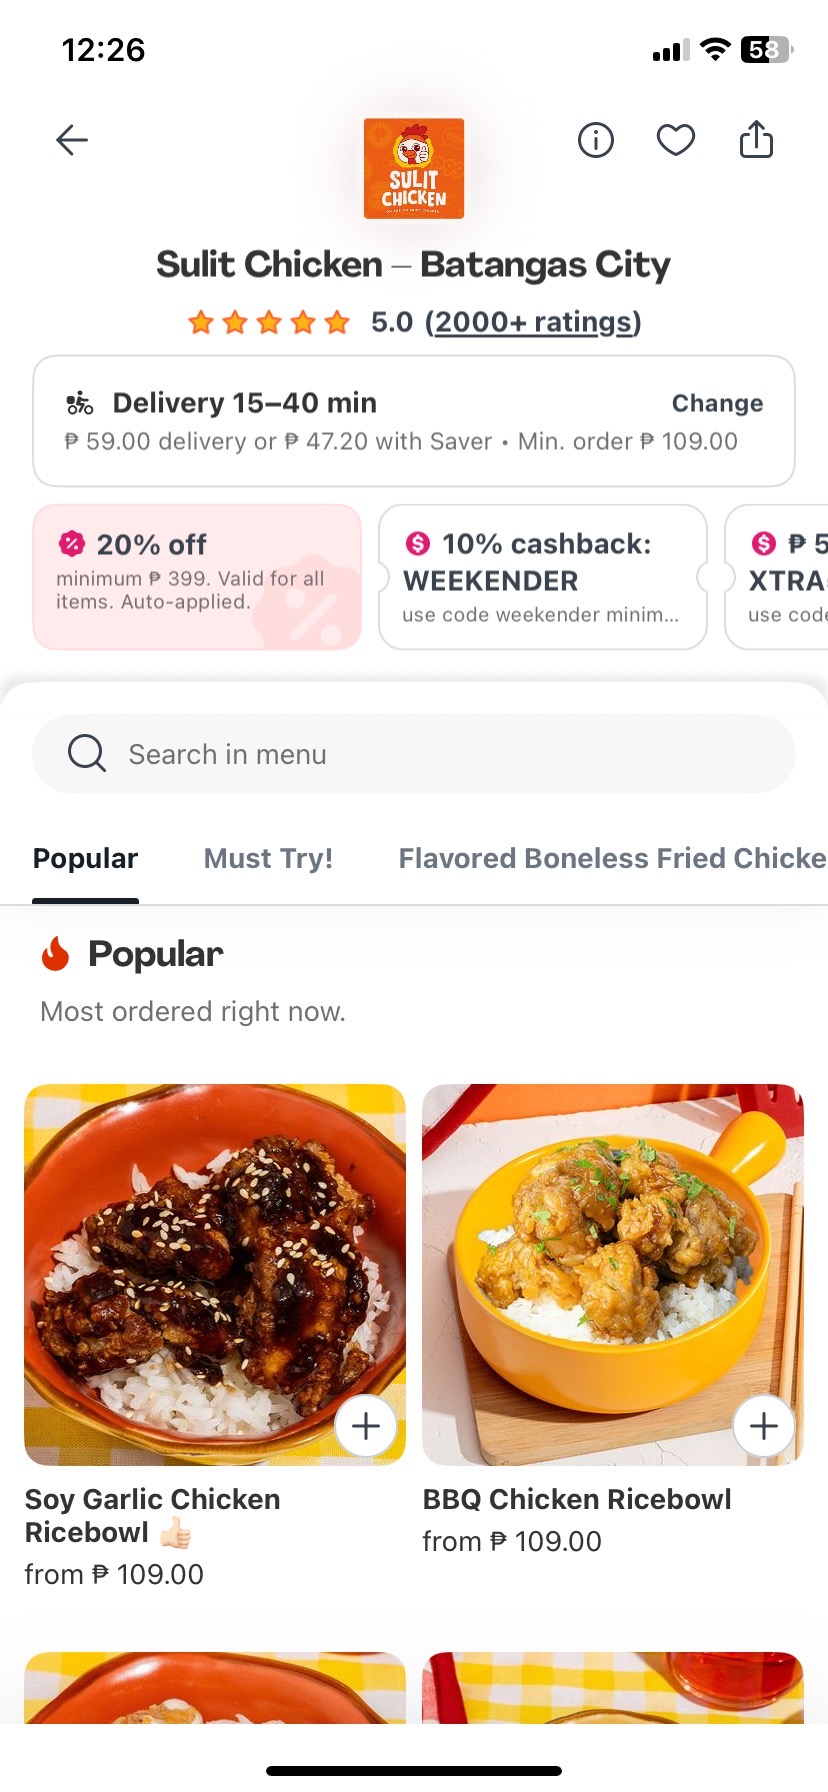 12:26
58
SULIT
CHICKEN
Sulit Chicken – Batangas City
5.0 (2000+ ratings)
Delivery 15–40 min
Change
₱ 59.00 delivery or ₱ 47.20 with Saver • Min. order ₱ 109.00
20% off
minimum ₱ 399. Valid for all
items. Auto-applied.
10% cashback:
WEEKENDER
use code weekender minim...
₱ 5
XTRA
use code
Search in menu
Popular
Must Try!
Flavored Boneless Fried Chicke
Popular
Most ordered right now.
Soy Garlic Chicken
Ricebowl 👍🏻
from ₱ 109.00
BBQ Chicken Ricebowl
from ₱ 109.00